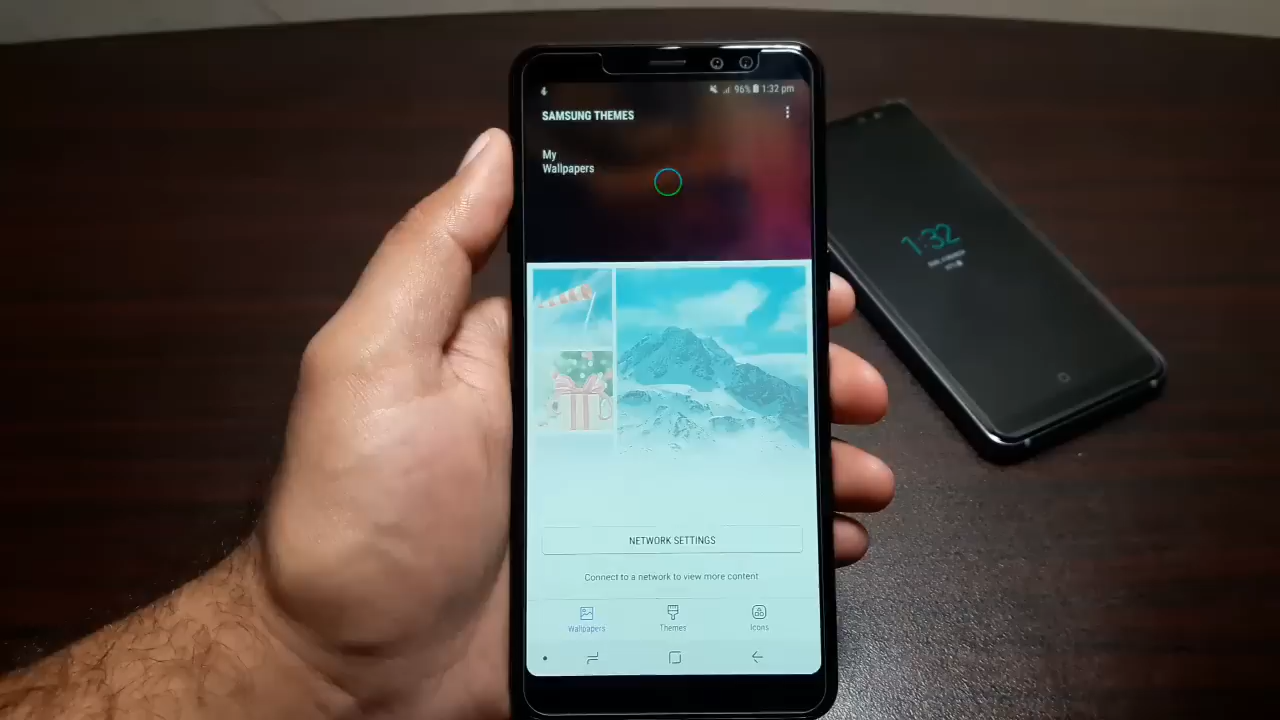 96% 1:32 pm
SAMSUNG THEMES
My
Wallpapers
1:32
NETWORK SETTINGS
Connect to a network to view more content
Wallpapers Themes Icons